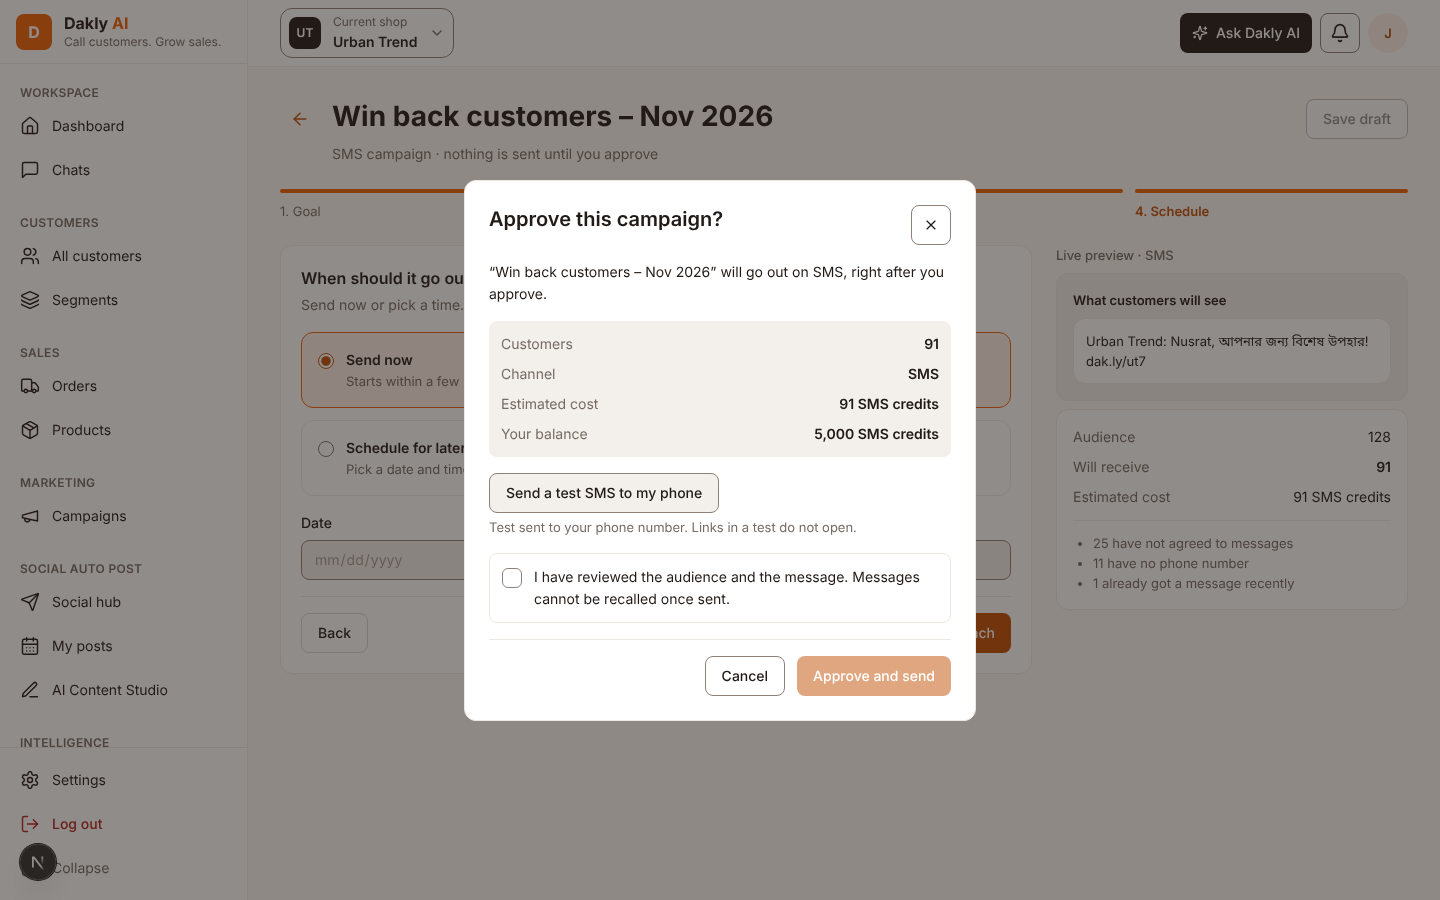 D
Dakly AI
Call customers. Grow sales.
WORKSPACE
Dashboard
Chats
CUSTOMERS
All customers
Segments
SALES
Orders
Products
MARKETING
Campaigns
SOCIAL AUTO POST
Social hub
My posts
AI Content Studio
INTELLIGENCE
Settings
Log out
N
Collapse
UT
Current shop
Urban Trend
Ask Dakly AI
J
Win back customers – Nov 2026
SMS campaign · nothing is sent until you approve
Save draft
1. Goal
4. Schedule
When should it go ou
Send now or pick a time.
Send now
Starts within a few
Schedule for later
Pick a date and tim
Date
mm/dd/yyyy
Back
ch
Approve this campaign?
“Win back customers – Nov 2026” will go out on SMS, right after you
approve.
Customers 91
Channel SMS
Estimated cost 91 SMS credits
Your balance 5,000 SMS credits
Send a test SMS to my phone
Test sent to your phone number. Links in a test do not open.
I have reviewed the audience and the message. Messages
cannot be recalled once sent.
Cancel
Approve and send
Live preview · SMS
What customers will see
Urban Trend: Nusrat, আপনার জন্য বিশেষ উপহার!
dak.ly/ut7
Audience 128
Will receive 91
Estimated cost 91 SMS credits
25 have not agreed to messages
11 have no phone number
1 already got a message recently